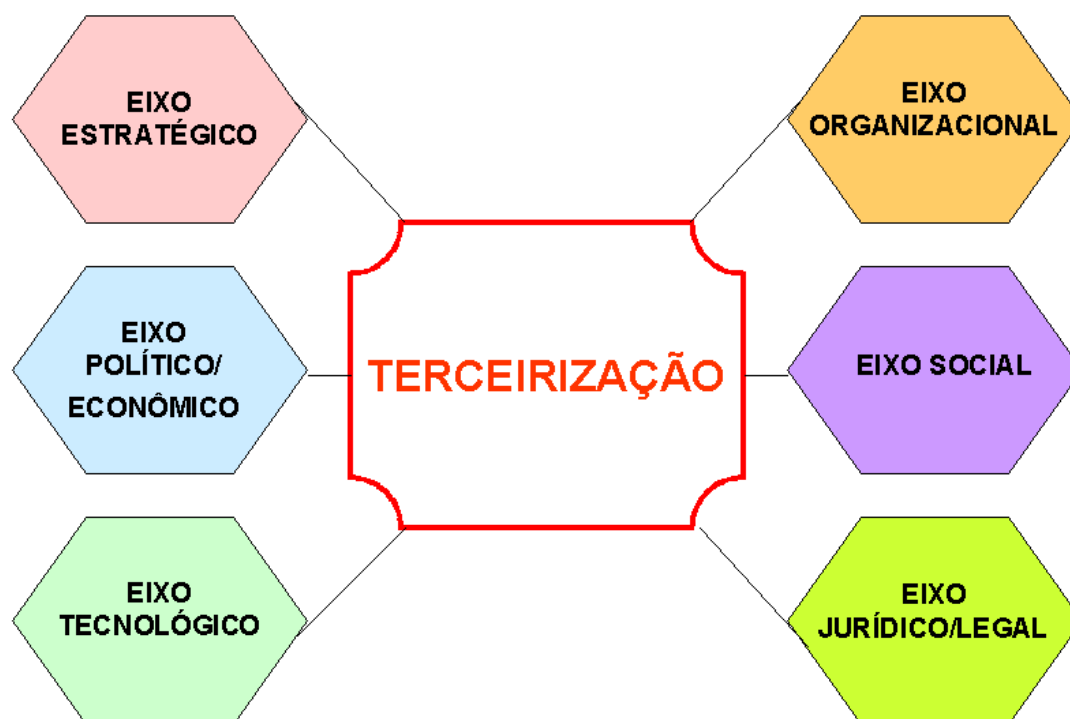 EIXO
ESTRATÉGICO
EIXO
ORGANIZACIONAL
EIXO
POLÍTICO/
ECONÔMICO
TERCEIRIZAÇÃO
EIXO SOCIAL
EIXO
TECNOLÓGICO
EIXO
JURÍDICO/LEGAL